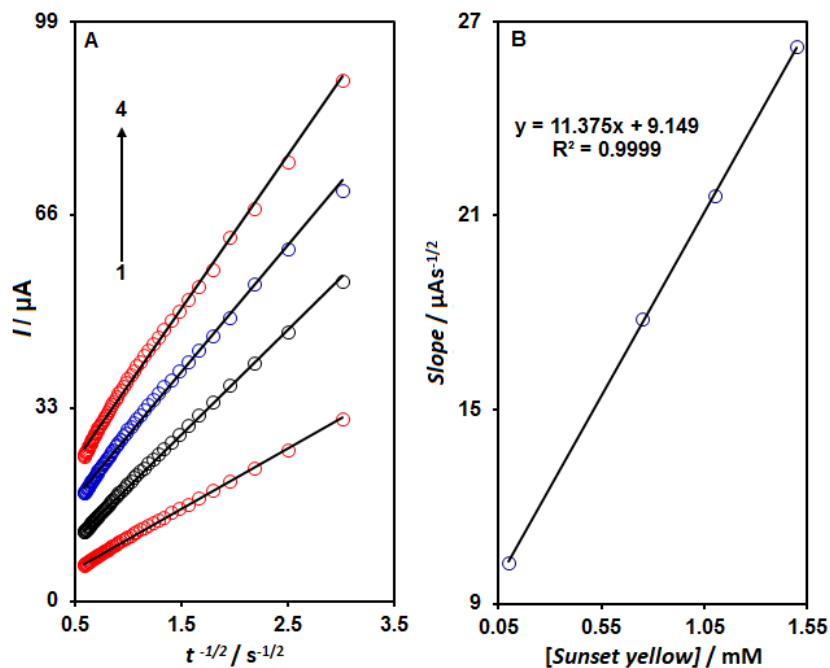 A
99
66
33
0
4
1
I / µA
0.5 1.5 2.5 3.5
t -1/2 / s-1/2
B
27
21
15
9
y = 11.375x + 9.149
R² = 0.9999
Slope / µAs-1/2
0.05 0.55 1.05 1.55
[Sunset yellow] / mM